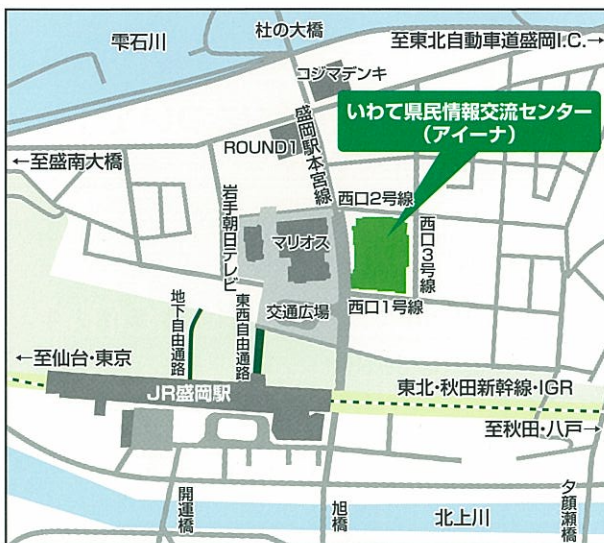 雫石川
杜の大橋
至東北自動車道盛岡I.C.→
コジマデンキ
盛岡駅本宮線
いわて県民情報交流センター
（アイーナ）
ROUND1
←至盛南大橋
西口2号線
岩手朝日テレビ
マリオス
西口3号線
地下自由通路
東西自由通路
交通広場
西口1号線
←至仙台・東京
JR盛岡駅
東北・秋田新幹線・IGR
至秋田・八戸→
開運橋
旭橋
北上川
夕顔瀬橋